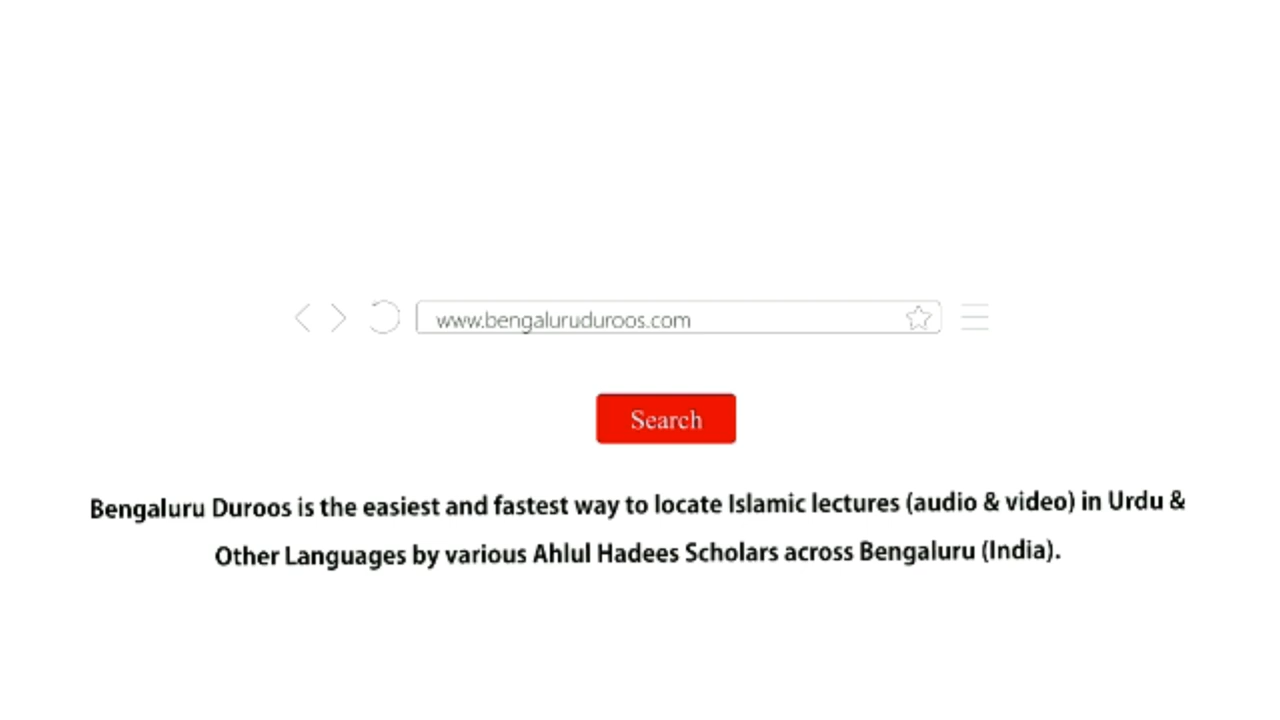 www.bengaluruduroos.com
Search
Bengaluru Duroos is the easiest and fastest way to locate Islamic lectures (audio & video) in Urdu &
Other Languages by various Ahlul Hadees Scholars across Bengaluru (India).